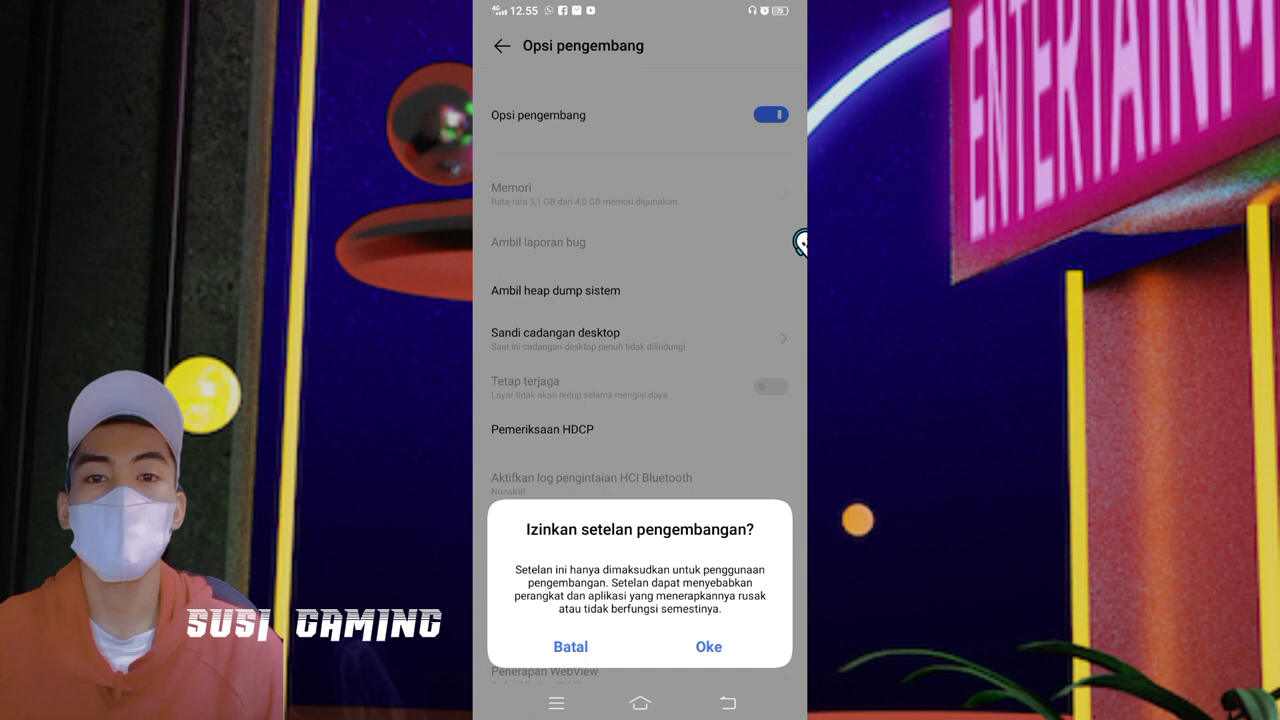 4G 12.55
Opsi pengembang
Opsi pengembang
Memori
Rata-rata 3,1 GB dari 4,0 GB memori digunakan
Ambil laporan bug
Ambil heap dump sistem
Sandi cadangan desktop
Saat ini cadangan desktop penuh tidak dilindungi
Tetap terjaga
Layar tidak akan redup selama mengisi daya
Pemeriksaan HDCP
Aktifkan log pengintaian HCI Bluetooth
Nonaktif
Izinkan setelan pengembangan?
Setelan ini hanya dimaksudkan untuk penggunaan
pengembangan. Setelan dapat menyebabkan
perangkat dan aplikasi yang menerapkannya rusak
atau tidak berfungsi semestinya.
Batal Oke
Penerapan WebView
SUSI GAMING